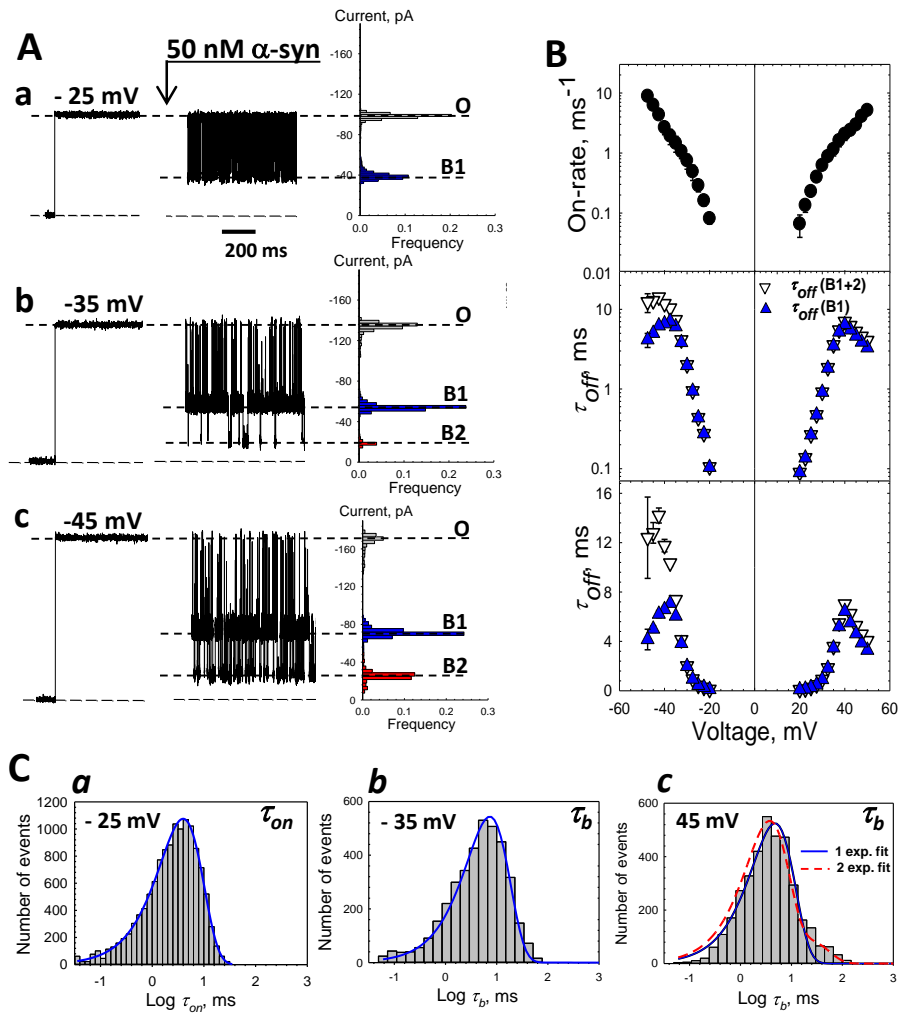 A
50 nM α-syn
a
- 25 mV
Current, pA
-160
-120
-80
-40
0
O
B1
0.0 0.1 0.2 0.3
Frequency
200 ms
b
-35 mV
Current, pA
-160
-120
-80
-40
0
O
B1
B2
0.0 0.1 0.2 0.3
Frequency
c
-45 mV
Current, pA
-160
-120
-80
-40
0
O
B1
B2
0.0 0.1 0.2 0.3
Frequency
B
On-rate, ms-1
10
1
0.1
0.01
τoff (B1+2)
τoff (B1)
τoff, ms
10
1
0.1
τoff, ms
16
12
8
4
0
-60 -40 -20 0 20 40 60
Voltage, mV
C
a
- 25 mV
τon
Number of events
1200
1000
800
600
400
200
0
-1 0 1 2 3
Log τon, ms
b
- 35 mV
τb
Number of events
600
400
200
0
-1 0 1 2 3
Log τb, ms
c
45 mV
τb
1 exp. fit
2 exp. fit
Number of events
600
400
200
0
-1 0 1 2 3
Log τb, ms